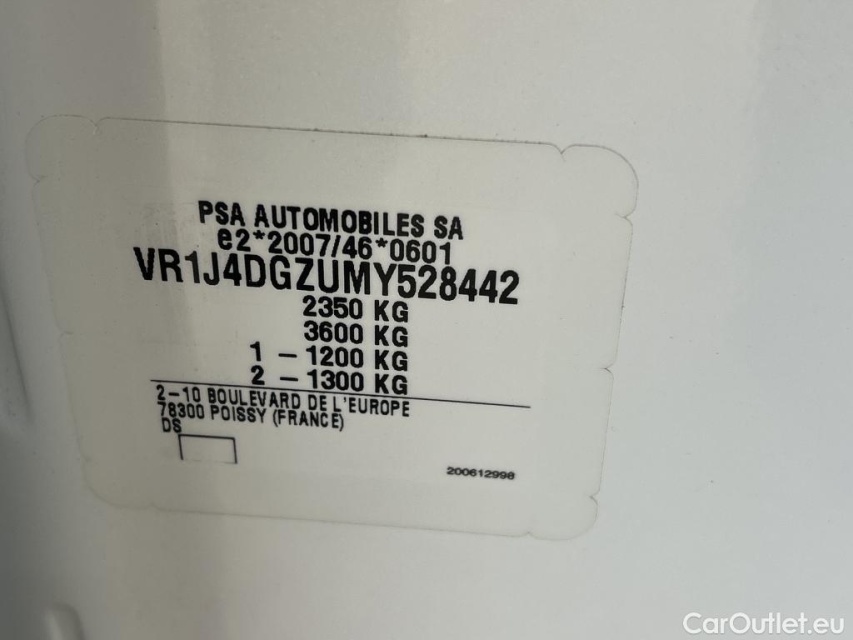 PSA AUTOMOBILES SA
e2*2007/46*0601
VR1J4DGZUMY528442
2350 KG
3600 KG
1 - 1200 KG
2 - 1300 KG
2-10 BOULEVARD DE L'EUROPE
78300 POISSY (FRANCE)
DS
200612998
CarOutlet.eu